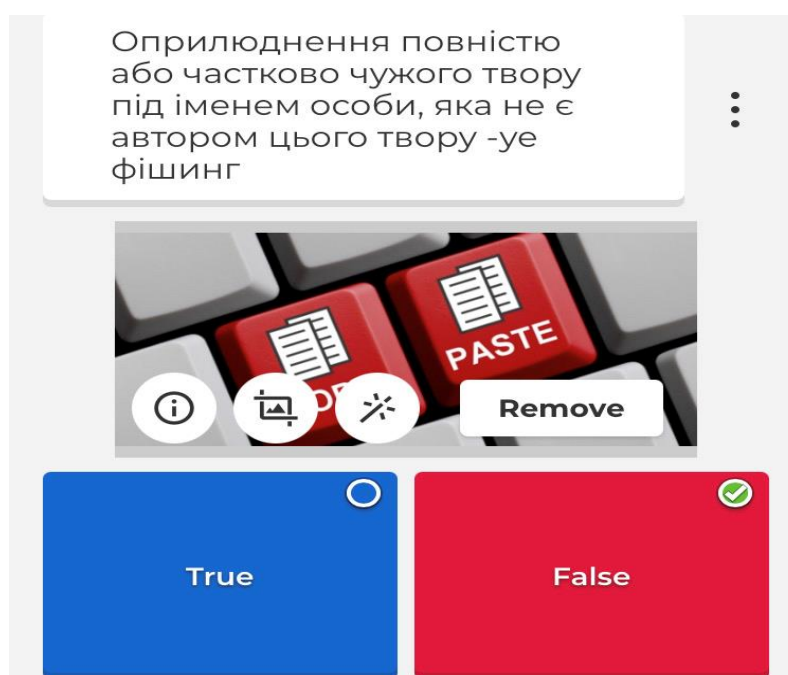 Оприлюднення повністю
або частково чужого твору
під іменем особи, яка не є
автором цього твору -уе
фішинг
PASTE
Remove
True
False